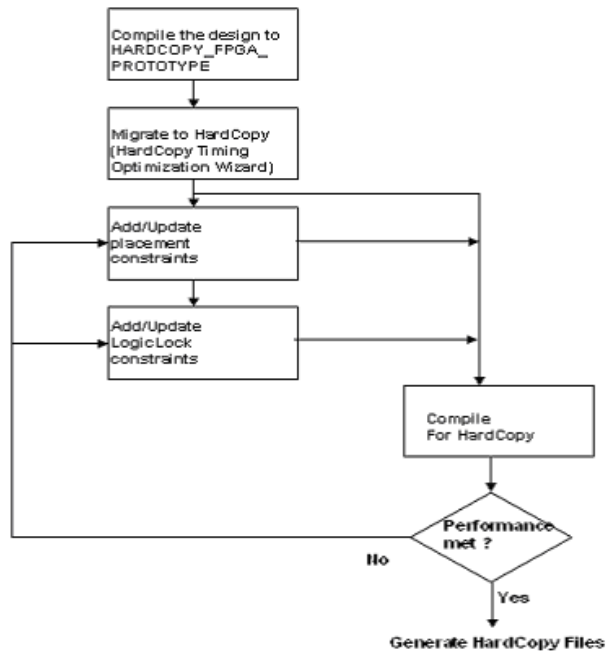 Compile the design to
HARDCOPY_FPGA_
PROTOTYPE
Migrate to HardCopy
(HardCopy Timing
Optimization Wizard)
Add/Update
placement
constraints
Add/Update
LogicLock
constraints
Compile
For HardCopy
Performance
met ?
No
Yes
Generate HardCopy Files